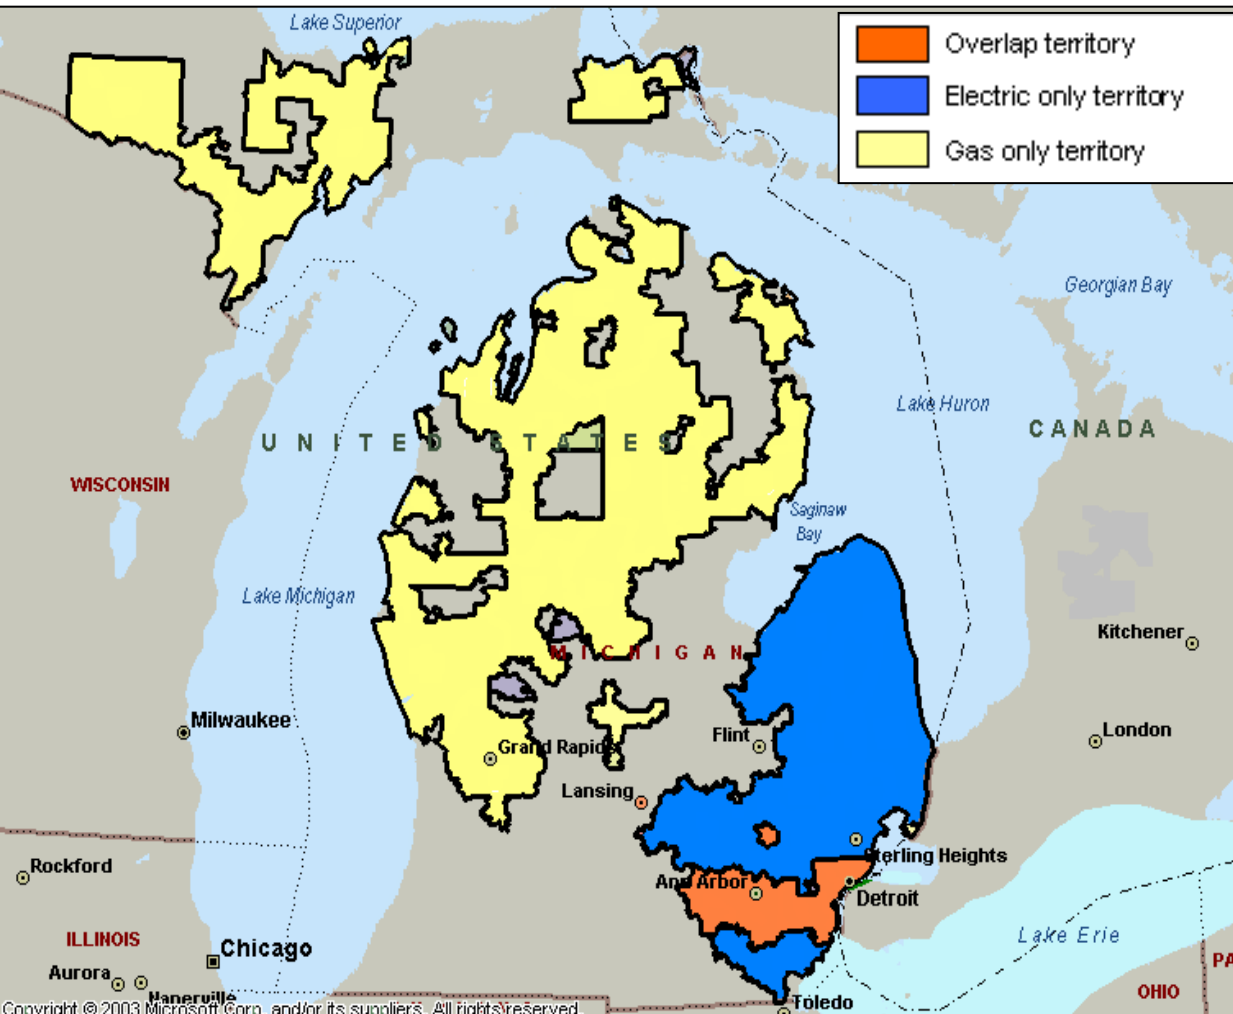 Lake Superior
Overlap territory
Electric only territory
Gas only territory
Georgian Bay
Lake Huron
CANADA
UNITED STATES
WISCONSIN
Saginaw
Bay
Lake Michigan
Kitchener
MICHIGAN
Milwaukee
Flint
London
Grand Rapids
Lansing
Sterling Heights
Rockford
Ann Arbor
Detroit
ILLINOIS
Chicago
Lake Erie
PA
Aurora
Naperville
OHIO
Toledo
Copyright © 2003 Microsoft Corp. and/or its suppliers. All rights reserved.